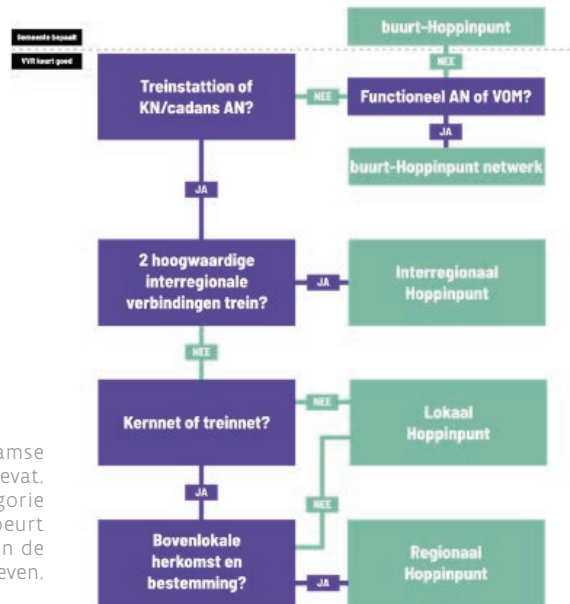 buurt-Hoppinpunt
Gemeente bepaalt
VVR keurt goed
NEE
Treinstattion of
KN/cadans AN?
NEE
Functioneel AN of VOM?
JA
buurt-Hoppinpunt netwerk
JA
2 hoogwaardige
interregionale
verbindingen trein?
JA
Interregionaal
Hoppinpunt
NEE
Kernnet of treinnet?
NEE
Lokaal
Hoppinpunt
JA
NEE
Bovenlokale
herkomst en
bestemming?
JA
Regionaal
Hoppinpunt
amse
evat.
gorie
beurt
n de
even.